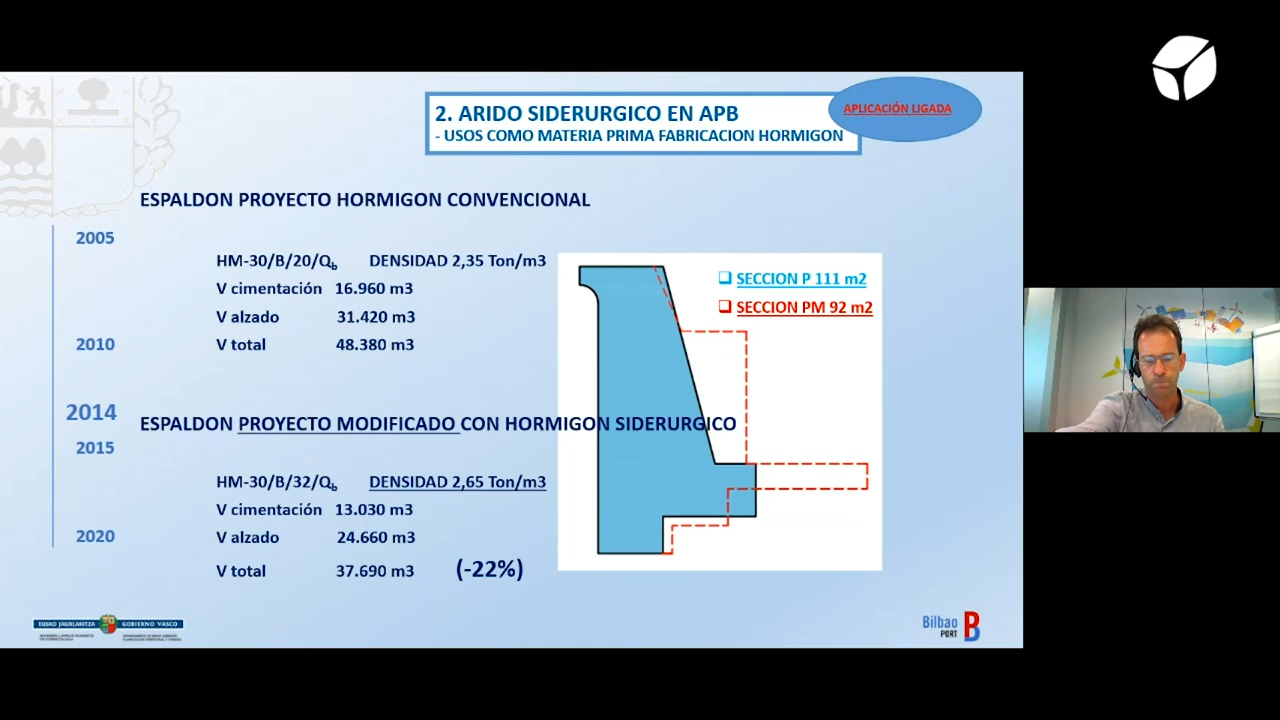 2. ARIDO SIDERURGICO EN APB
- USOS COMO MATERIA PRIMA FABRICACION HORMIGON
APLICACIÓN LIGADA
ESPALDON PROYECTO HORMIGON CONVENCIONAL
2005
HM-30/B/20/Qb DENSIDAD 2,35 Ton/m3
V cimentación 16.960 m3
V alzado 31.420 m3
2010
V total 48.380 m3
SECCION P 111 m2
SECCION PM 92 m2
2014
ESPALDON PROYECTO MODIFICADO CON HORMIGON SIDERURGICO
2015
HM-30/B/32/Qb DENSIDAD 2,65 Ton/m3
V cimentación 13.030 m3
2020
V alzado 24.660 m3
V total 37.690 m3 (-22%)
EUSKO JAURLARITZA GOBIERNO VASCO
Bilbao
PORT
B